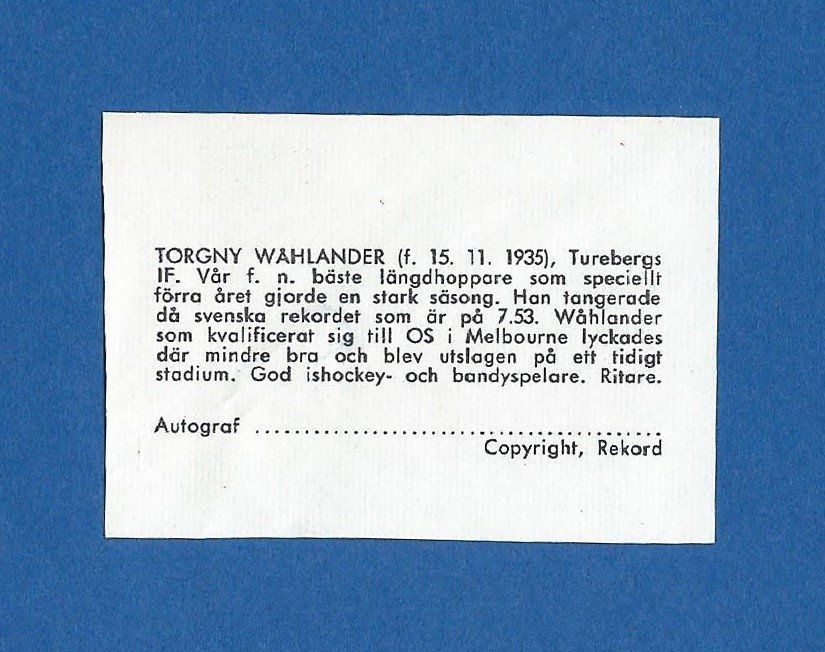 TORGNY WÅHLANDER (f. 15. 11. 1935), Turebergs
IF. Vår f. n. bäste längdhoppare som speciellt
förra året gjorde en stark säsong. Han tangerade
då svenska rekordet som är på 7.53. Wåhlander
som kvalificerat sig till OS i Melbourne lyckades
där mindre bra och blev utslagen på ett tidigt
stadium. God ishockey- och bandyspelare. Ritare.
Autograf ..........................................
Copyright, Rekord